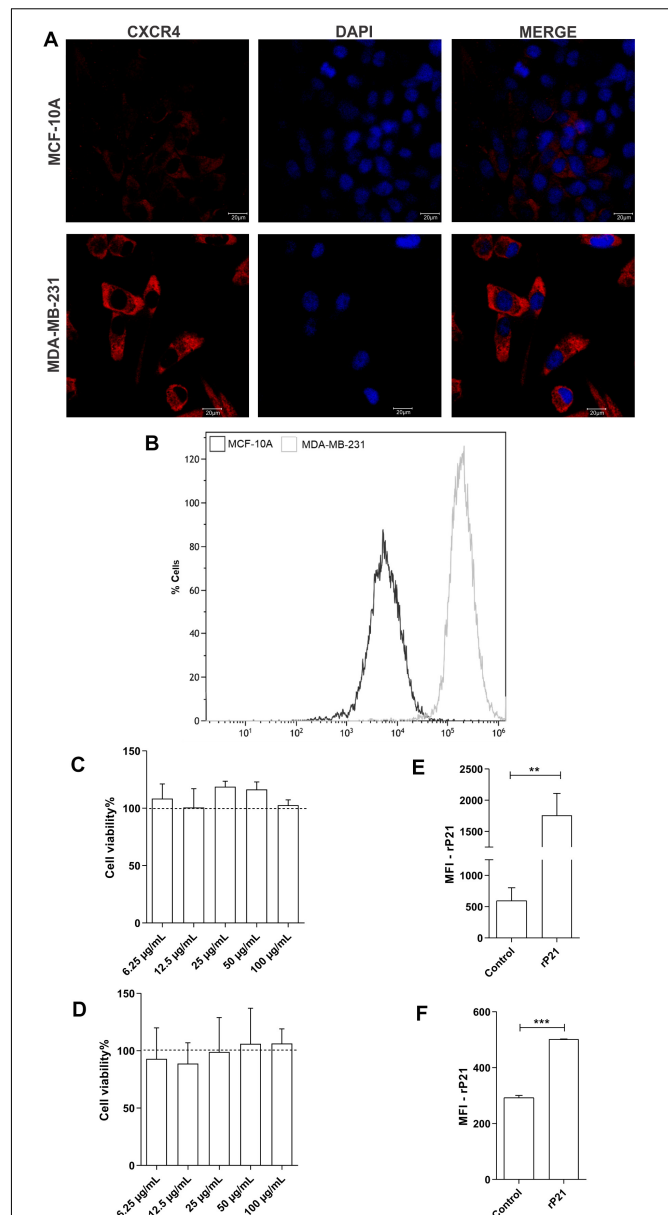 A
CXCR4 DAPI MERGE
MCF-10A
20µm 20µm 20µm
MDA-MB-231
20µm 20µm 20µm
B
MCF-10A MDA-MB-231
% Cells
120
100
80
60
40
20
0
10¹ 10² 10³ 10⁴ 10⁵ 10⁶
C
Cell viability%
150
100
50
0
6.25 µg/mL 12.5 µg/mL 25 µg/mL 50 µg/mL 100 µg/mL
E
MFI - rP21
2500
2000
1500
1000
500
0
**
Control rP21
D
Cell viability%
150
100
50
0
6.25 µg/mL 12.5 µg/mL 25 µg/mL 50 µg/mL 100 µg/mL
F
MFI - rP21
600
400
200
0
***
Control rP21